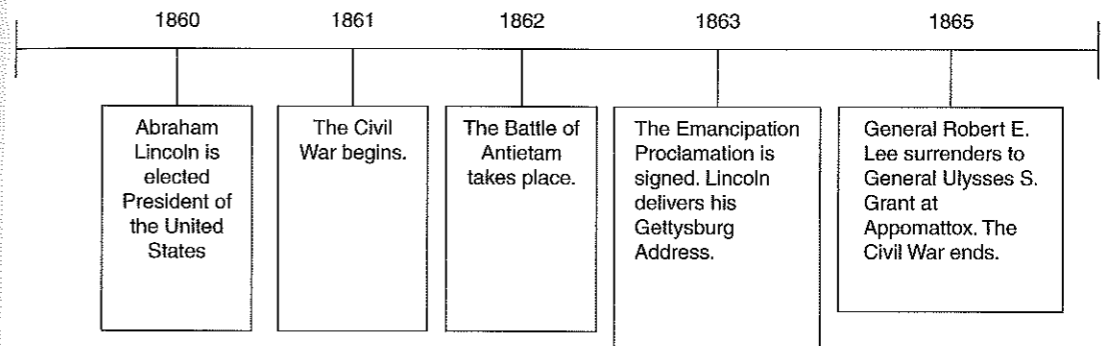 1860 1861 1862 1863 1865
Abraham
Lincoln is
elected
President of
the United
States
The Civil
War begins.
The Battle of
Antietam
takes place.
The Emancipation
Proclamation is
signed. Lincoln
delivers his
Gettysburg
Address.
General Robert E.
Lee surrenders to
General Ulysses S.
Grant at
Appomattox. The
Civil War ends.